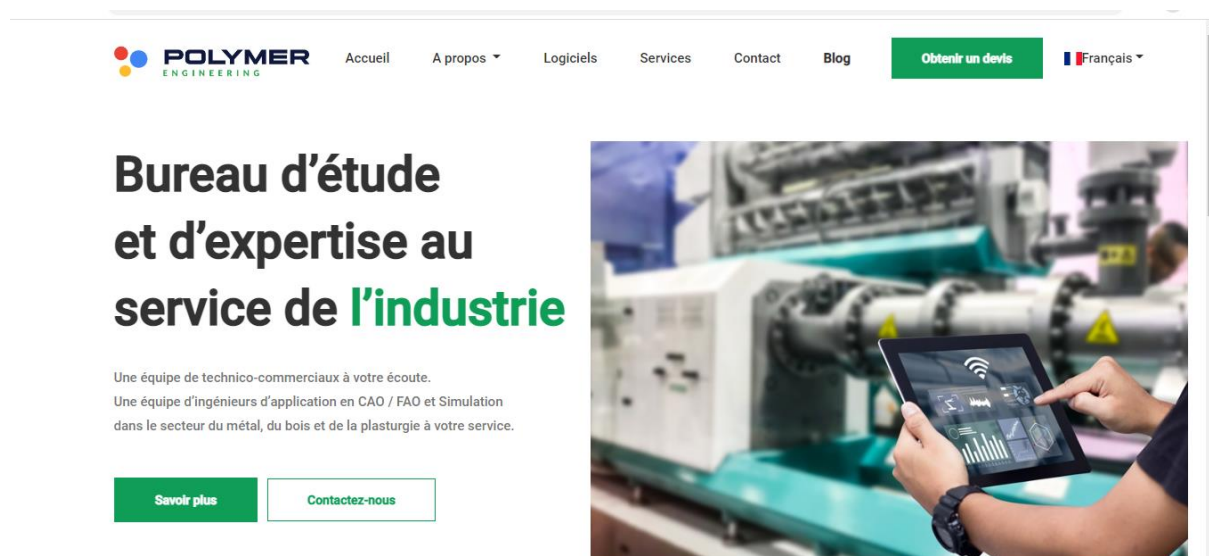 POLYMER
ENGINEERING
Accueil
A propos
Logiciels
Services
Contact
Blog
Obtenir un devis
Français
Bureau d’étude
et d’expertise au
service de l’industrie
Une équipe de technico-commerciaux à votre écoute.
Une équipe d’ingénieurs d’application en CAO / FAO et Simulation
dans le secteur du métal, du bois et de la plasturgie à votre service.
Savoir plus
Contactez-nous